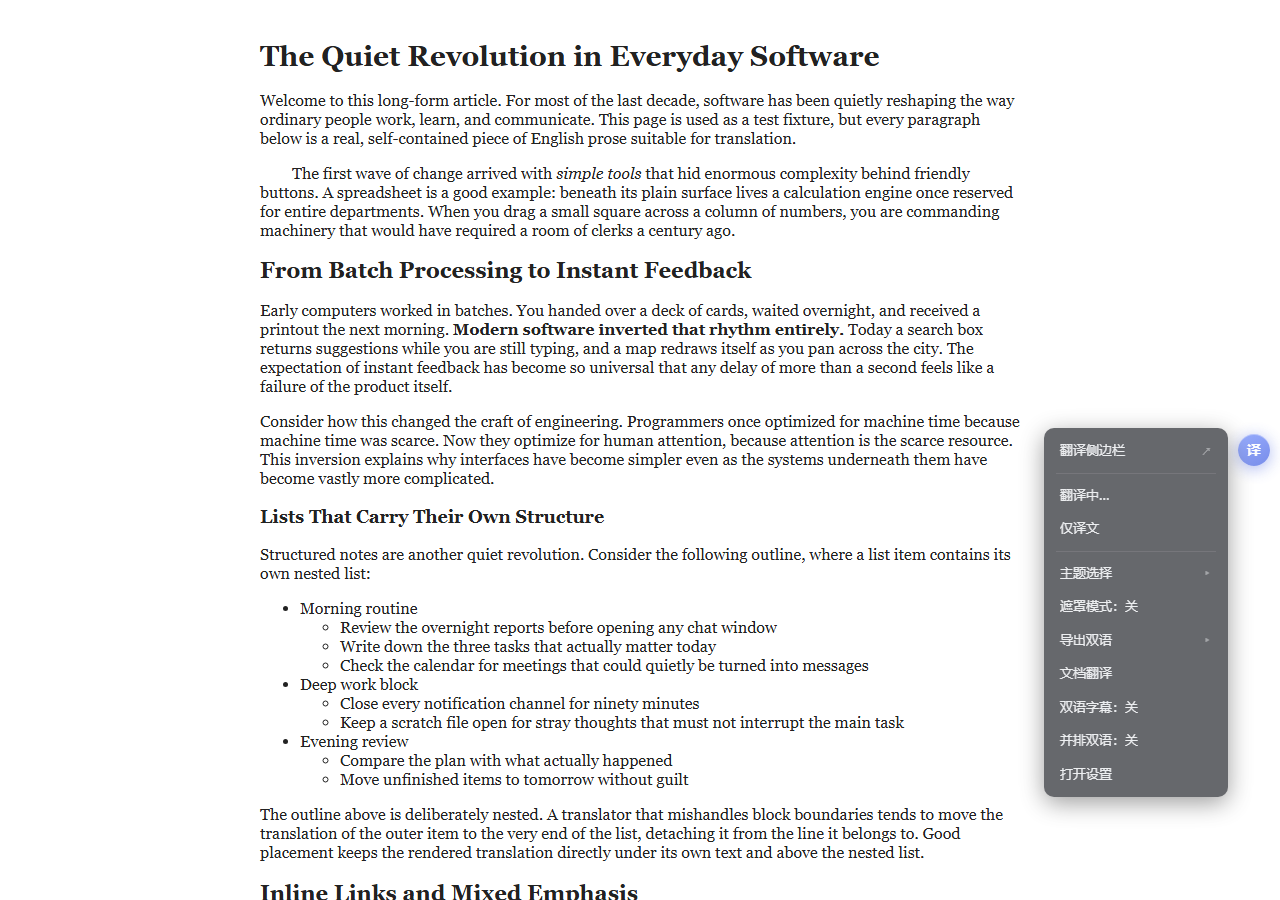 The Quiet Revolution in Everyday Software
Welcome to this long-form article. For most of the last decade, software has been quietly reshaping the way
ordinary people work, learn, and communicate. This page is used as a test fixture, but every paragraph
below is a real, self-contained piece of English prose suitable for translation.
The first wave of change arrived with simple tools that hid enormous complexity behind friendly
buttons. A spreadsheet is a good example: beneath its plain surface lives a calculation engine once reserved
for entire departments. When you drag a small square across a column of numbers, you are commanding
machinery that would have required a room of clerks a century ago.
From Batch Processing to Instant Feedback
Early computers worked in batches. You handed over a deck of cards, waited overnight, and received a
printout the next morning. Modern software inverted that rhythm entirely. Today a search box
returns suggestions while you are still typing, and a map redraws itself as you pan across the city. The
expectation of instant feedback has become so universal that any delay of more than a second feels like a
failure of the product itself.
Consider how this changed the craft of engineering. Programmers once optimized for machine time because
machine time was scarce. Now they optimize for human attention, because attention is the scarce resource.
This inversion explains why interfaces have become simpler even as the systems underneath them have
become vastly more complicated.
Lists That Carry Their Own Structure
Structured notes are another quiet revolution. Consider the following outline, where a list item contains its
own nested list:
Morning routine
Review the overnight reports before opening any chat window
Write down the three tasks that actually matter today
Check the calendar for meetings that could quietly be turned into messages
Deep work block
Close every notification channel for ninety minutes
Keep a scratch file open for stray thoughts that must not interrupt the main task
Evening review
Compare the plan with what actually happened
Move unfinished items to tomorrow without guilt
The outline above is deliberately nested. A translator that mishandles block boundaries tends to move the
translation of the outer item to the very end of the list, detaching it from the line it belongs to. Good
placement keeps the rendered translation directly under its own text and above the nested list.
Inline Links and Mixed Emphasis
翻译侧边栏
译
翻译中...
仅译文
主题选择
遮罩模式：关
导出双语
文档翻译
双语字幕：关
并排双语：关
打开设置